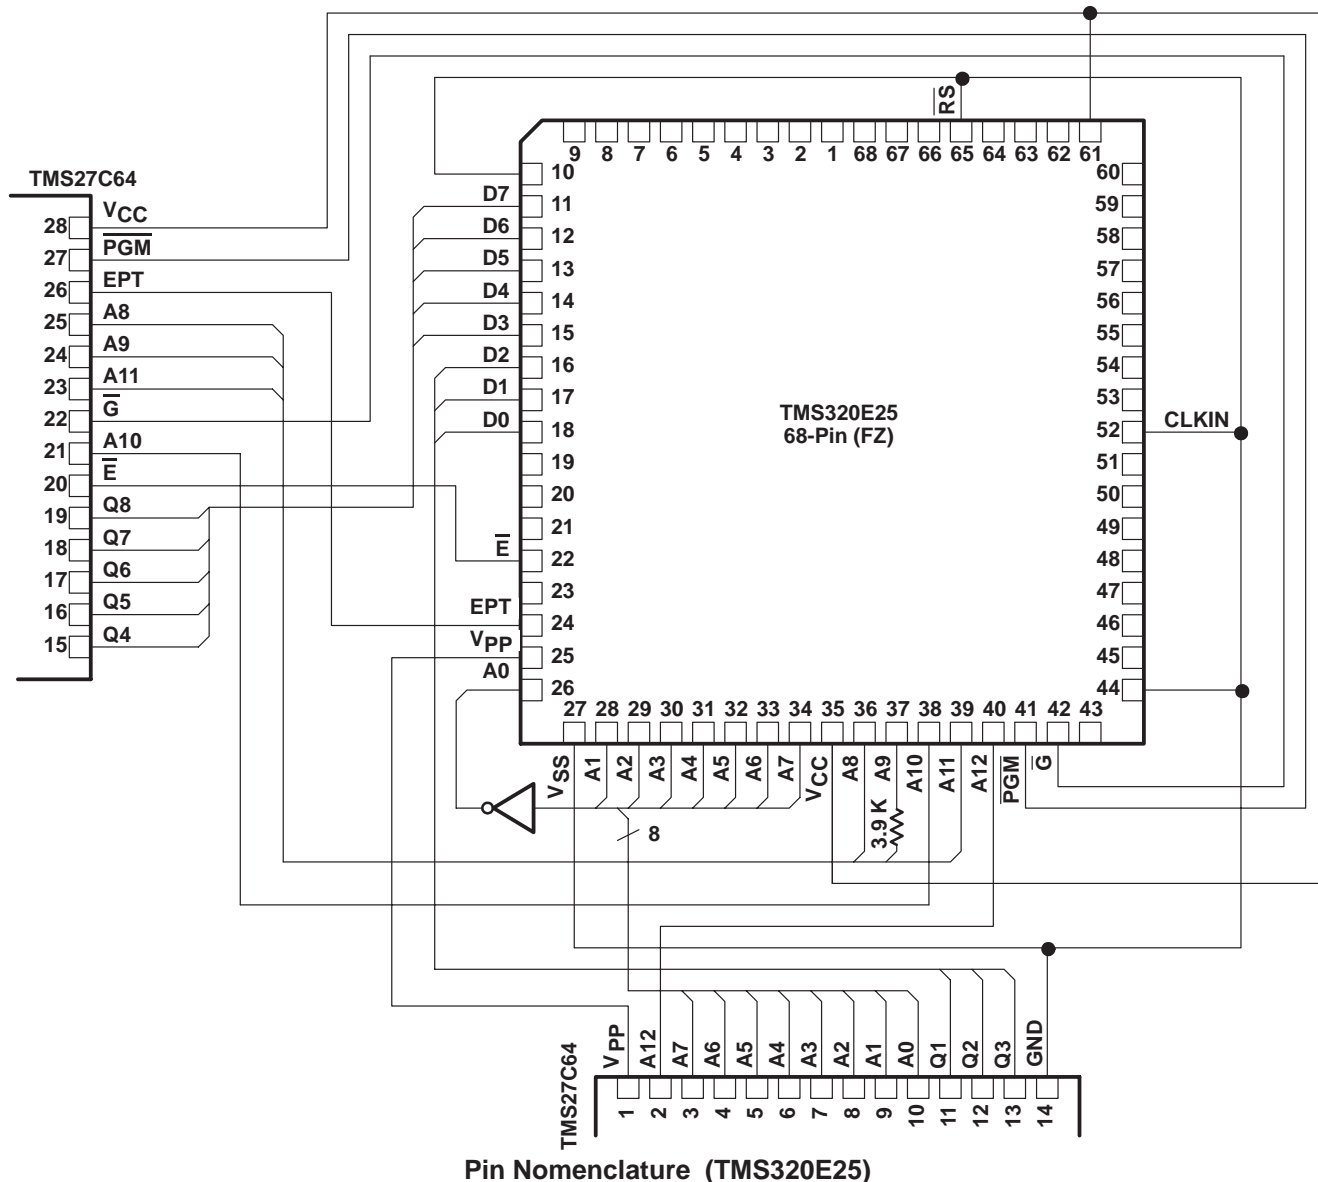 RS
9 8 7 6 5 4 3 2 1 68 67 66 65 64 63 62 61
TMS27C64
28 VCC
27 PGM
26 EPT
25 A8
24 A9
23 A11
22 G
21 A10
20 E
19 Q8
18 Q7
17 Q6
16 Q5
15 Q4
10
D7 11
D6 12
D5 13
D4 14
D3 15
D2 16
D1 17
D0 18
19
20
21
E 22
23
EPT 24
VPP 25
A0 26
TMS320E25
68-Pin (FZ)
60
59
58
57
56
55
54
53
52 CLKIN
51
50
49
48
47
46
45
44
27 28 29 30 31 32 33 34 35 36 37 38 39 40 41 42 43
VSS A1 A2 A3 A4 A5 A6 A7 VCC A8 A9 A10 A11 A12 PGM G
8
3.9 K
TMS27C64
VPP A12 A7 A6 A5 A4 A3 A2 A1 A0 Q1 Q2 Q3 GND
1 2 3 4 5 6 7 8 9 10 11 12 13 14
Pin Nomenclature (TMS320E25)